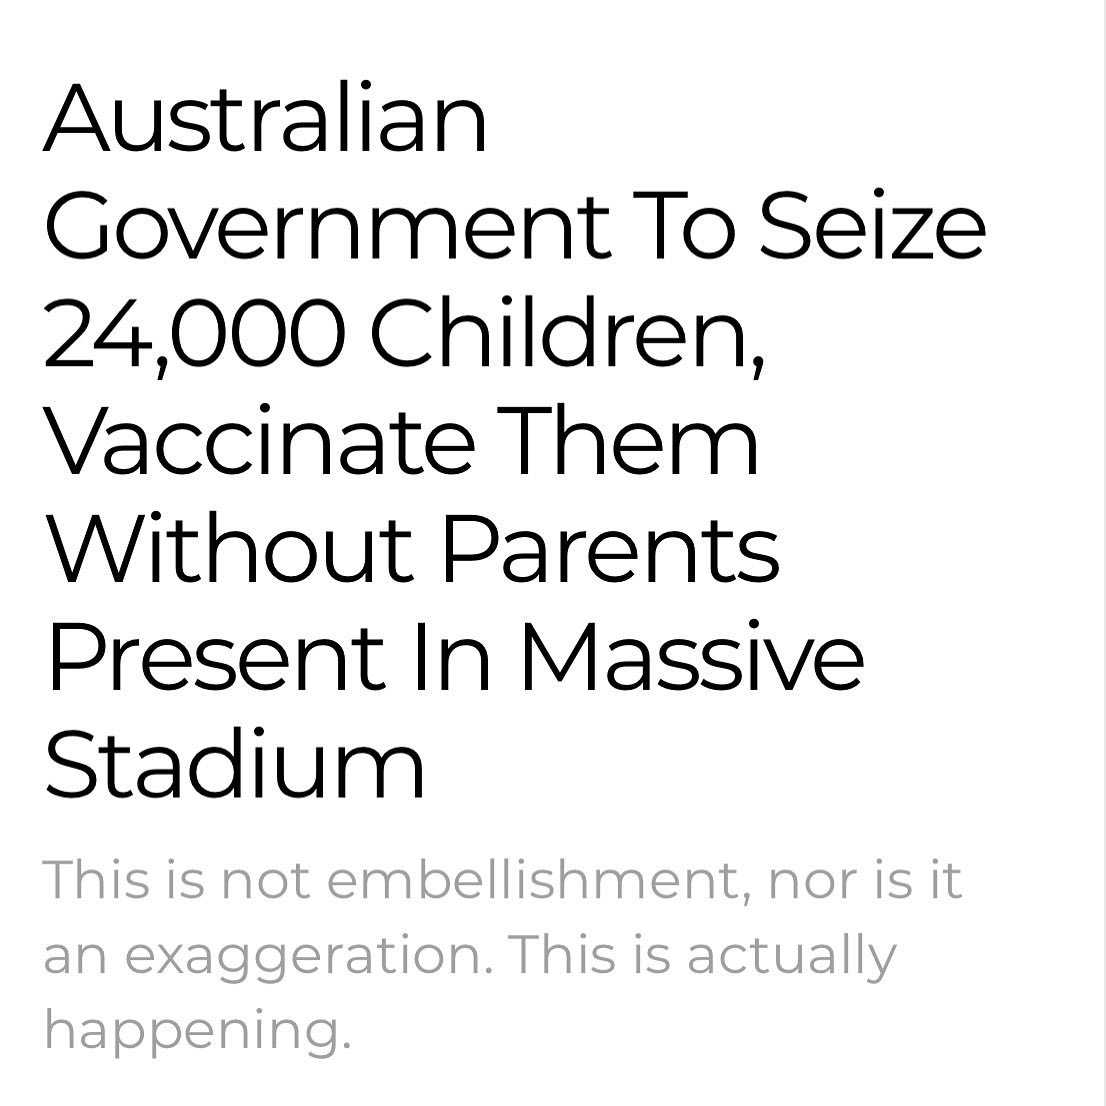 Australian
Government To Seize
24,000 Children,
Vaccinate Them
Without Parents
Present In Massive
Stadium
This is not embellishment, nor is it
an exaggeration. This is actually
happening.